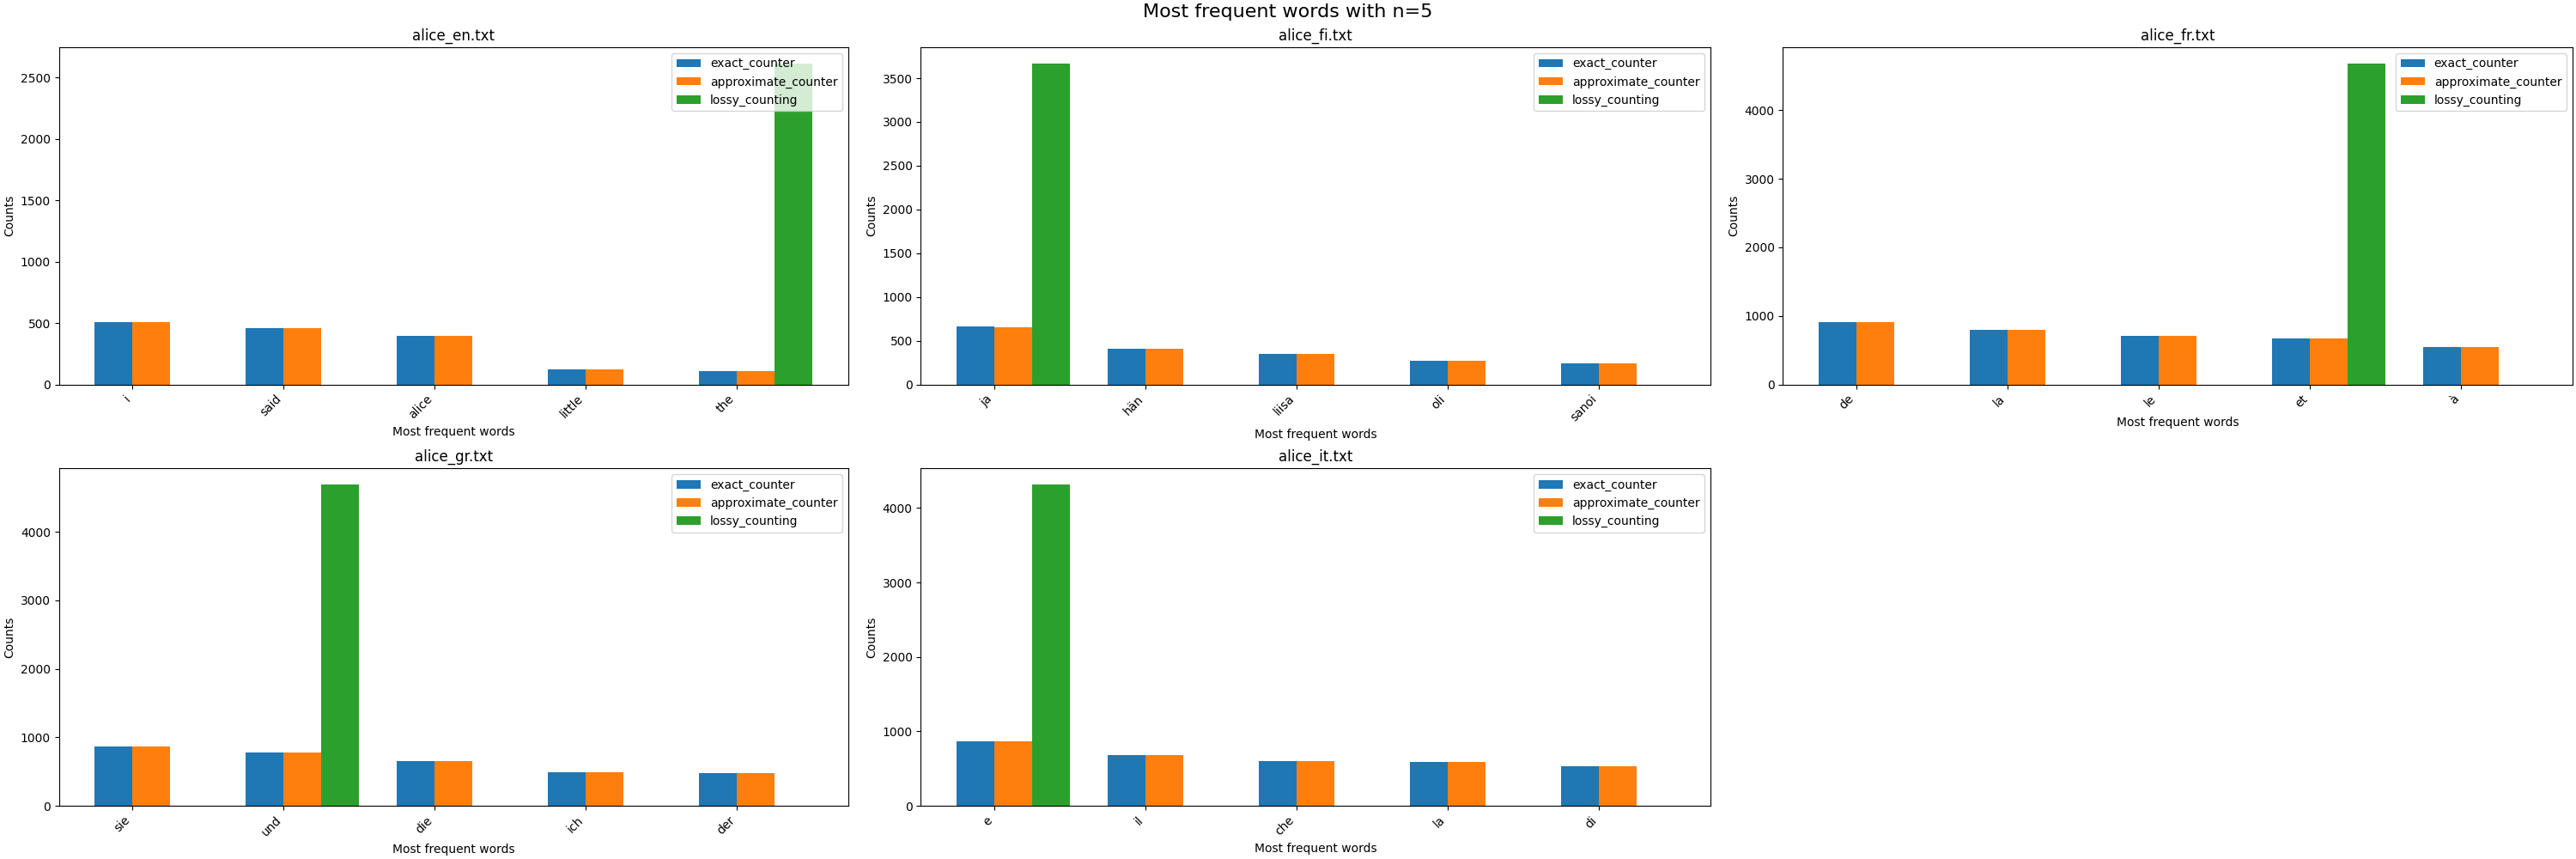 Most frequent words with n=5
alice_en.txt
Counts
2500
2000
1500
1000
500
0
exact_counter
approximate_counter
lossy_counting
i
said
alice
little
the
Most frequent words
alice_fi.txt
Counts
3500
3000
2500
2000
1500
1000
500
0
exact_counter
approximate_counter
lossy_counting
ja
hän
liisa
oli
sanoi
Most frequent words
alice_fr.txt
Counts
4000
3000
2000
1000
0
exact_counter
approximate_counter
lossy_counting
de
la
le
et
à
Most frequent words
alice_gr.txt
Counts
4000
3000
2000
1000
0
exact_counter
approximate_counter
lossy_counting
sie
und
die
ich
der
Most frequent words
alice_it.txt
Counts
4000
3000
2000
1000
0
exact_counter
approximate_counter
lossy_counting
e
il
che
la
di
Most frequent words